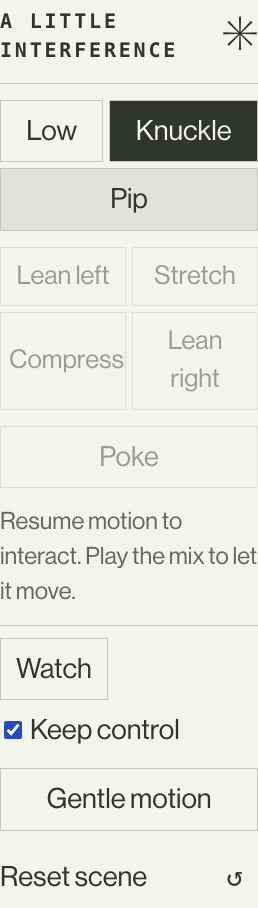 A LITTLE
INTERFERENCE
Low
Knuckle
Pip
Lean left
Stretch
Compress
Lean
right
Poke
Resume motion to
interact. Play the mix to let
it move.
Watch
Keep control
Gentle motion
Reset scene ↺